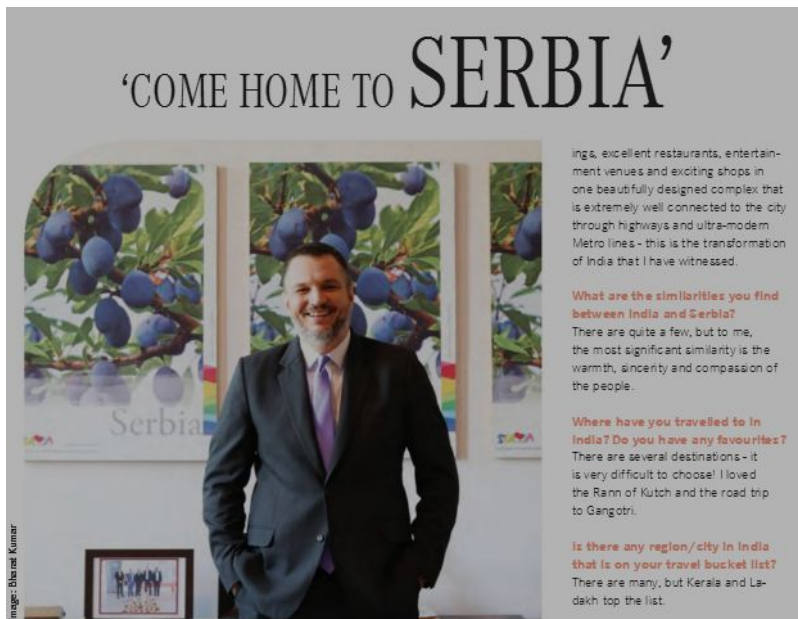 ‘COME HOME TO SERBIA’
Serbia
ings, excellent restaurants, entertain-
ment venues and exciting shops in
one beautifully designed complex that
is extremely well connected to the city
through highways and ultra-modern
Metro lines - this is the transformation
of India that I have witnessed.
What are the similarities you find
between India and Serbia?
There are quite a few, but to me,
the most significant similarity is the
warmth, sincerity and compassion of
the people.
Where have you travelled to in
India? Do you have any favourites?
There are several destinations - it
is very difficult to choose! I loved
the Rann of Kutch and the road trip
to Gangotri.
Is there any region/city in India
that is on your travel bucket list?
There are many, but Kerala and La-
dakh top the list.
mage: Bharat Kumar